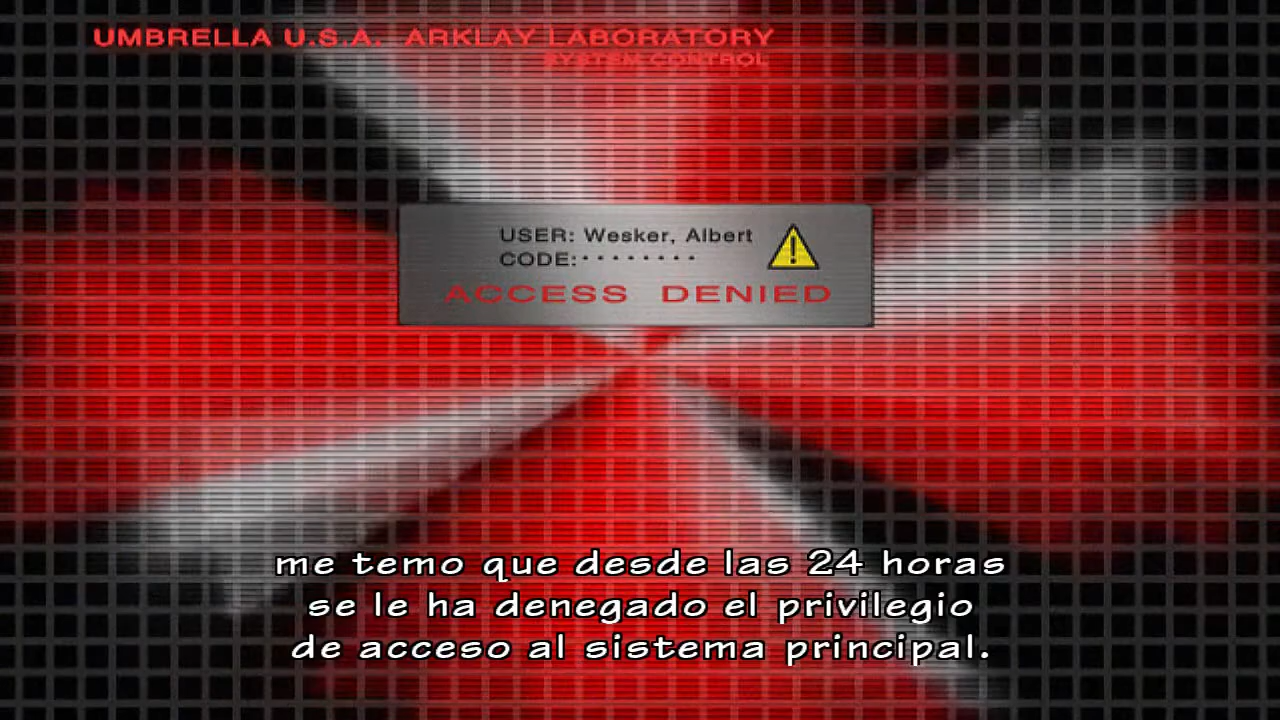 UMBRELLA U.S.A. ARKLAY LABORATORY
SYSTEM CONTROL
USER: Wesker, Albert
CODE:········
ACCESS DENIED
me temo que desde las 24 horas
se le ha denegado el privilegio
de acceso al sistema principal.